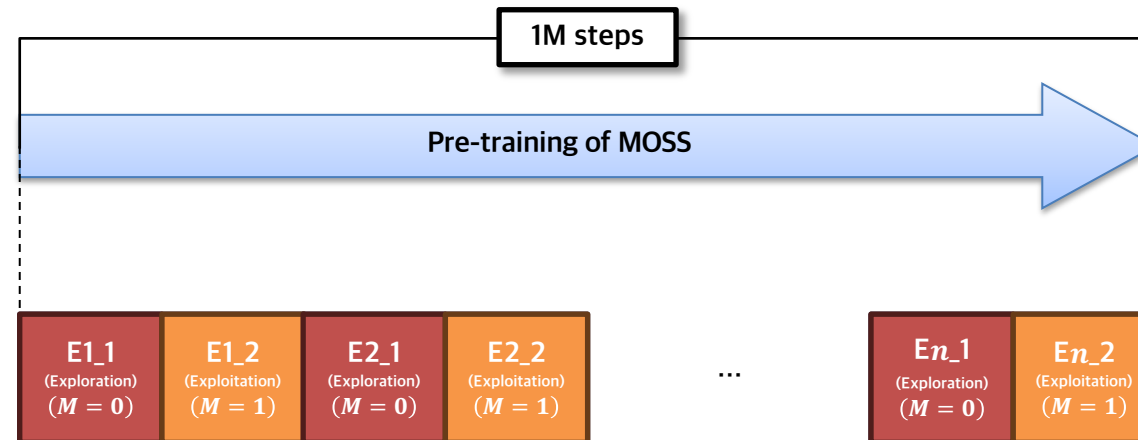 1M steps
Pre-training of MOSS
E1_1
(Exploration)
(M = 0)
E1_2
(Exploitation)
(M = 1)
E2_1
(Exploration)
(M = 0)
E2_2
(Exploitation)
(M = 1)
...
En_1
(Exploration)
(M = 0)
En_2
(Exploitation)
(M = 1)